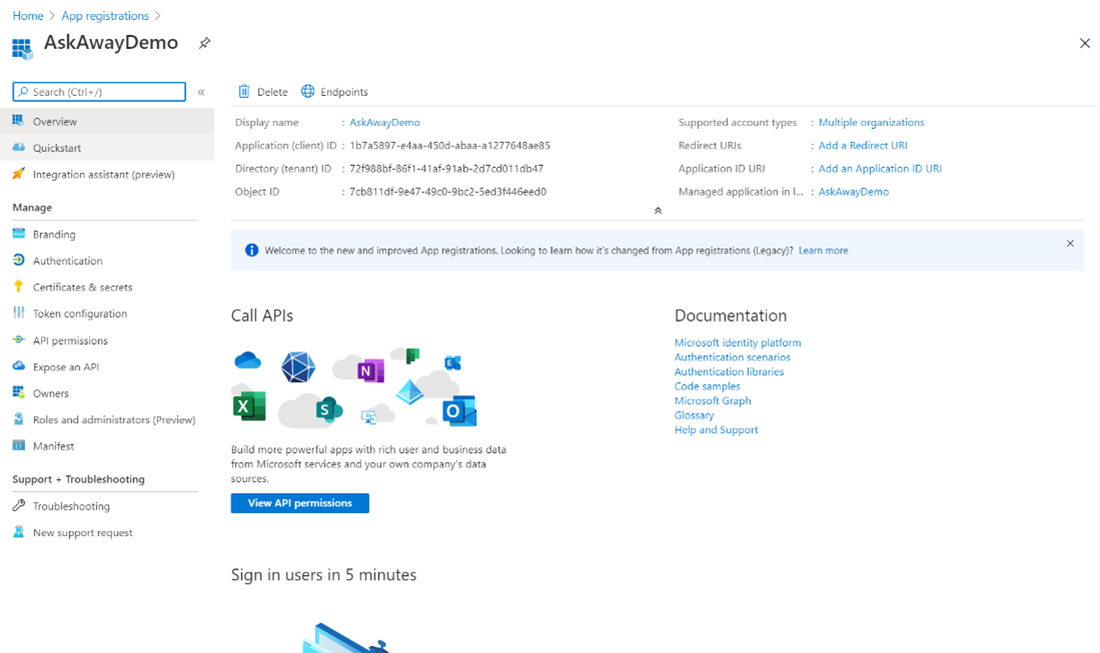 Home > App registrations >
AskAwayDemo
Search (Ctrl+/)
«
Overview
Quickstart
Integration assistant (preview)
Manage
Branding
Authentication
Certificates & secrets
Token configuration
API permissions
Expose an API
Owners
Roles and administrators (Preview)
Manifest
Support + Troubleshooting
Troubleshooting
New support request
Delete Endpoints
Display name : AskAwayDemo
Application (client) ID : 1b7a5897-e4aa-450d-abaa-a1277648ae85
Directory (tenant) ID : 72f988bf-86f1-41af-91ab-2d7cd011db47
Object ID : 7cb811df-9e47-49c0-9bc2-5ed3f446eed0
Supported account types : Multiple organizations
Redirect URIs : Add a Redirect URI
Application ID URI : Add an Application ID URI
Managed application in l... : AskAwayDemo
Welcome to the new and improved App registrations. Looking to learn how it's changed from App registrations (Legacy)? Learn more
Call APIs
N
E
X
S
O
Build more powerful apps with rich user and business data
from Microsoft services and your own company's data
sources.
View API permissions
Documentation
Microsoft identity platform
Authentication scenarios
Authentication libraries
Code samples
Microsoft Graph
Glossary
Help and Support
Sign in users in 5 minutes